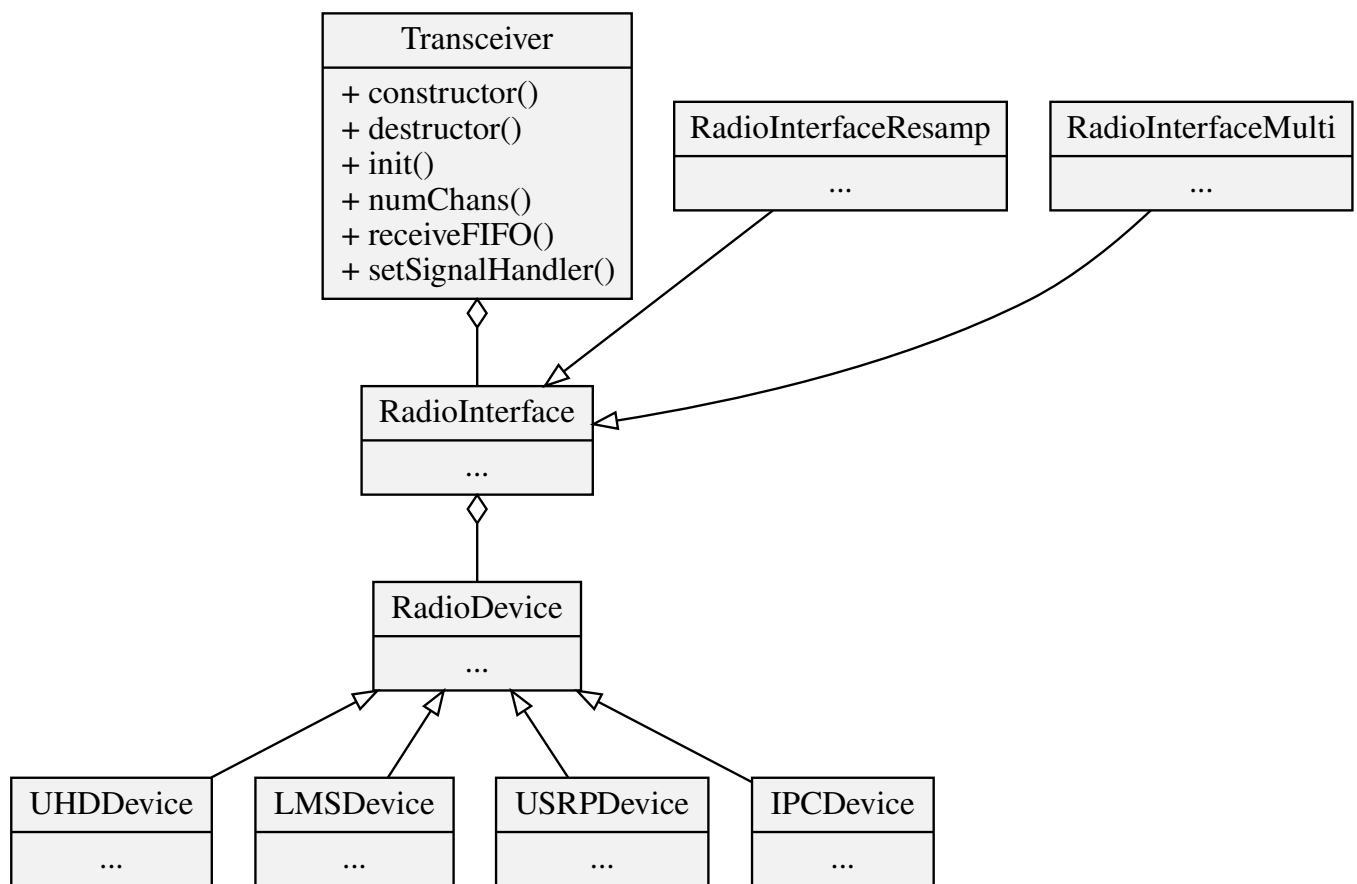 Transceiver
+ constructor()
+ destructor()
+ init()
+ numChans()
+ receiveFIFO()
+ setSignalHandler()
RadioInterfaceResamp
...
RadioInterfaceMulti
...
RadioInterface
...
RadioDevice
...
UHDDevice
...
LMSDevice
...
USRPDevice
...
IPCDevice
...